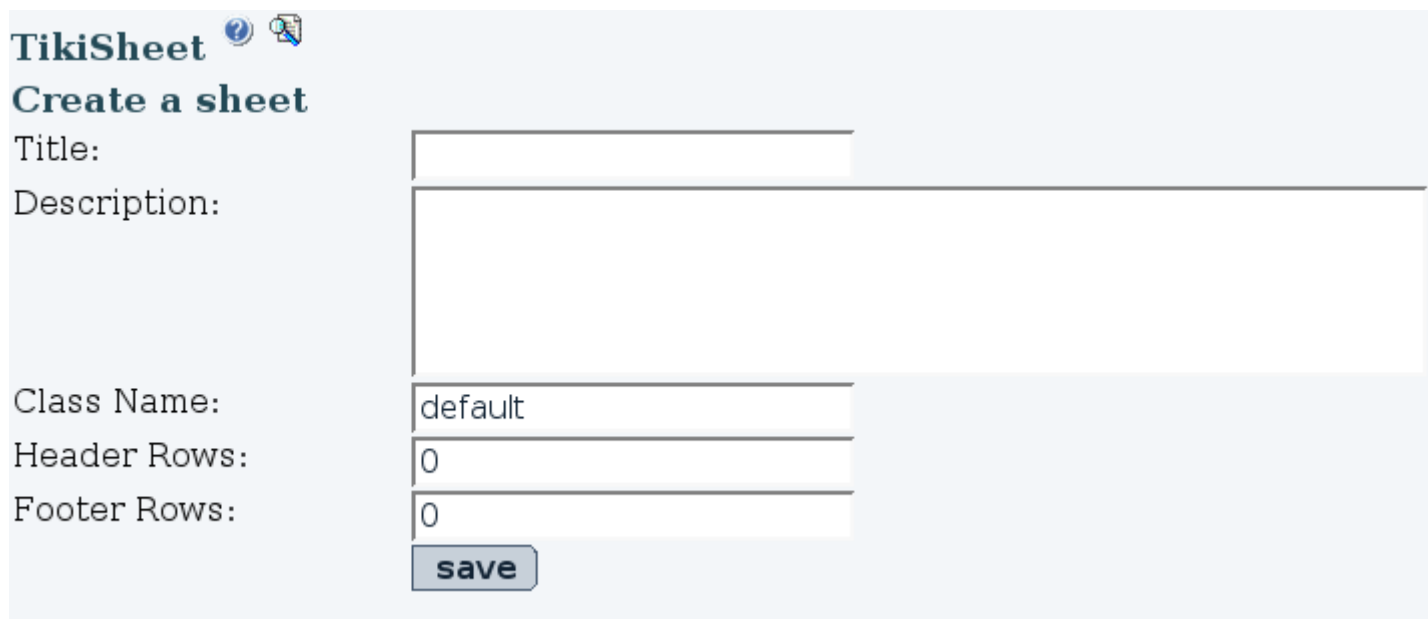 TikiSheet
Create a sheet
Title:
Description:
Class Name: default
Header Rows: 0
Footer Rows: 0
save